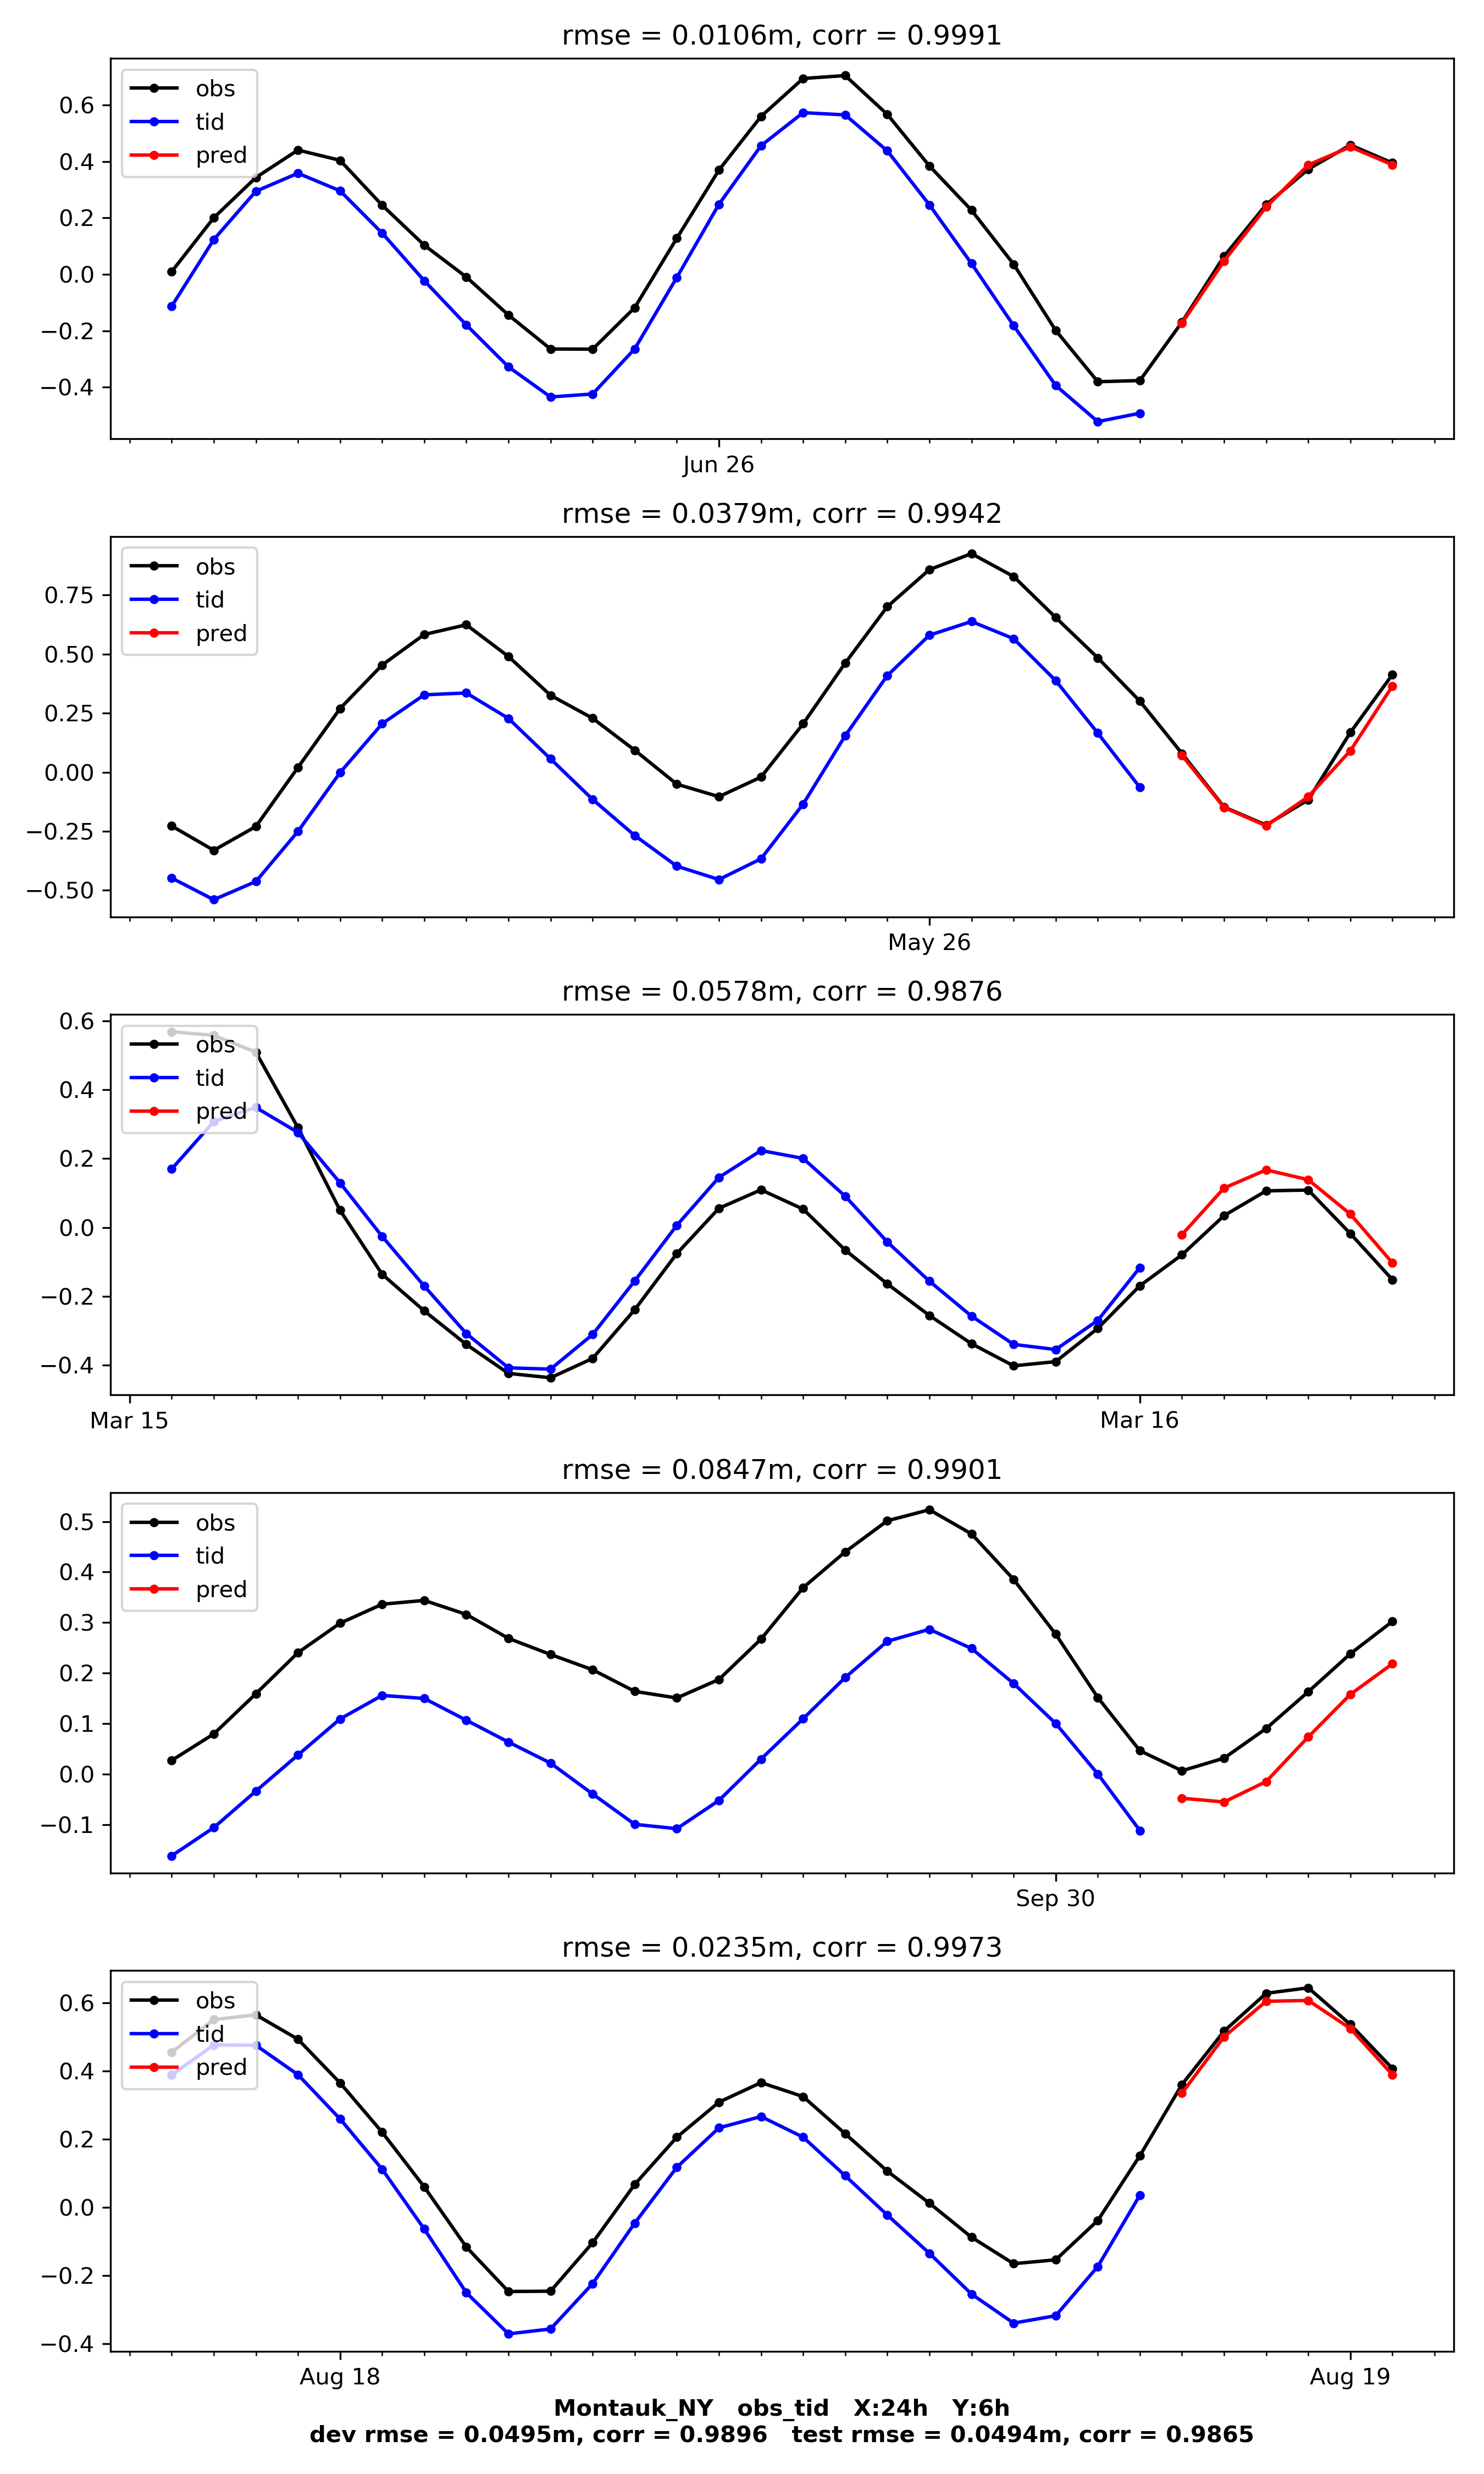 rmse = 0.0106m, corr = 0.9991
obs
tid
pred
0.6
0.4
0.2
0.0
−0.2
−0.4
Jun 26
rmse = 0.0379m, corr = 0.9942
obs
tid
pred
0.75
0.50
0.25
0.00
−0.25
−0.50
May 26
rmse = 0.0578m, corr = 0.9876
obs
tid
pred
0.6
0.4
0.2
0.0
−0.2
−0.4
Mar 15 Mar 16
rmse = 0.0847m, corr = 0.9901
obs
tid
pred
0.5
0.4
0.3
0.2
0.1
0.0
−0.1
Sep 30
rmse = 0.0235m, corr = 0.9973
obs
tid
pred
0.6
0.4
0.2
0.0
−0.2
−0.4
Aug 18 Aug 19
Montauk_NY obs_tid X:24h Y:6h
dev rmse = 0.0495m, corr = 0.9896 test rmse = 0.0494m, corr = 0.9865